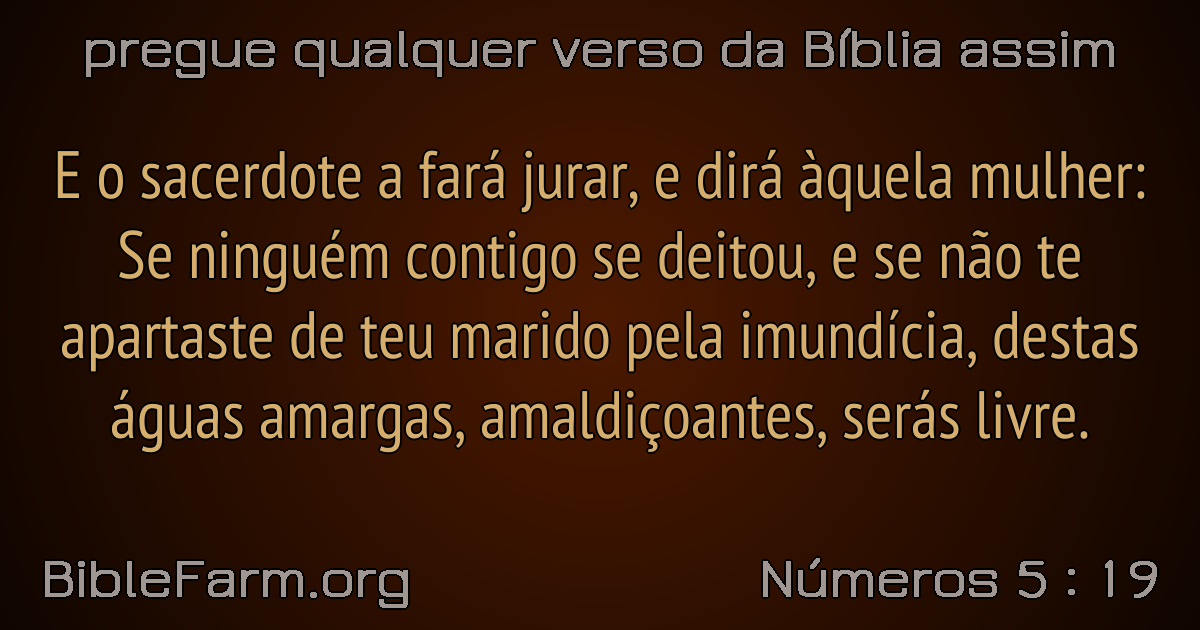 pregue qualquer verso da Bíblia assim
E o sacerdote a fará jurar, e dirá àquela mulher:
Se ninguém contigo se deitou, e se não te
apartaste de teu marido pela imundícia, destas
águas amargas, amaldiçoantes, serás livre.
BibleFarm.org
Números 5 : 19